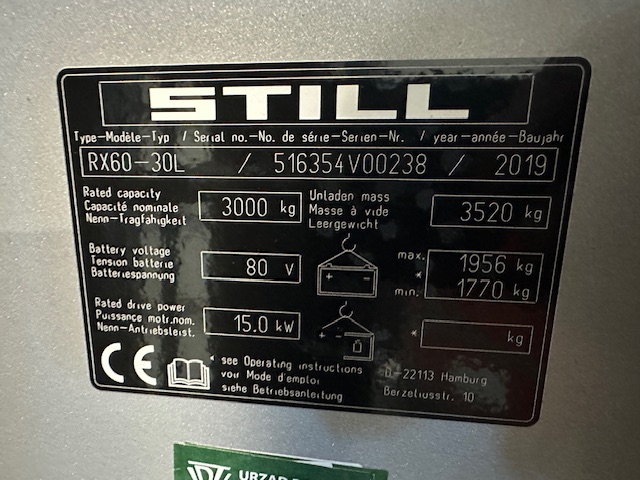 STILL
Type-Modèle-Typ / Serial no.-No. de série-Serien-Nr. / year-année-Baujahr
RX60-30L / 516354V00238 / 2019
Rated capacity
Capacité nominale
Nenn-Tragfähigkeit
3000 kg
Unladen mass
Masse à vide
Leergewicht
3520 kg
Battery voltage
Tension batterie
Batteriespannung
80 V
+ -
max. 1956 kg
*
min. 1770 kg
Rated drive power
Puissance motr.nom.
Nenn-Antriebsleist.
15.0 kW
+ -
* kg
CE
see Operating instructions
voir Mode d'emploi
siehe Betriebsanleitung
D-22113 Hamburg
Berzeliusstr. 10